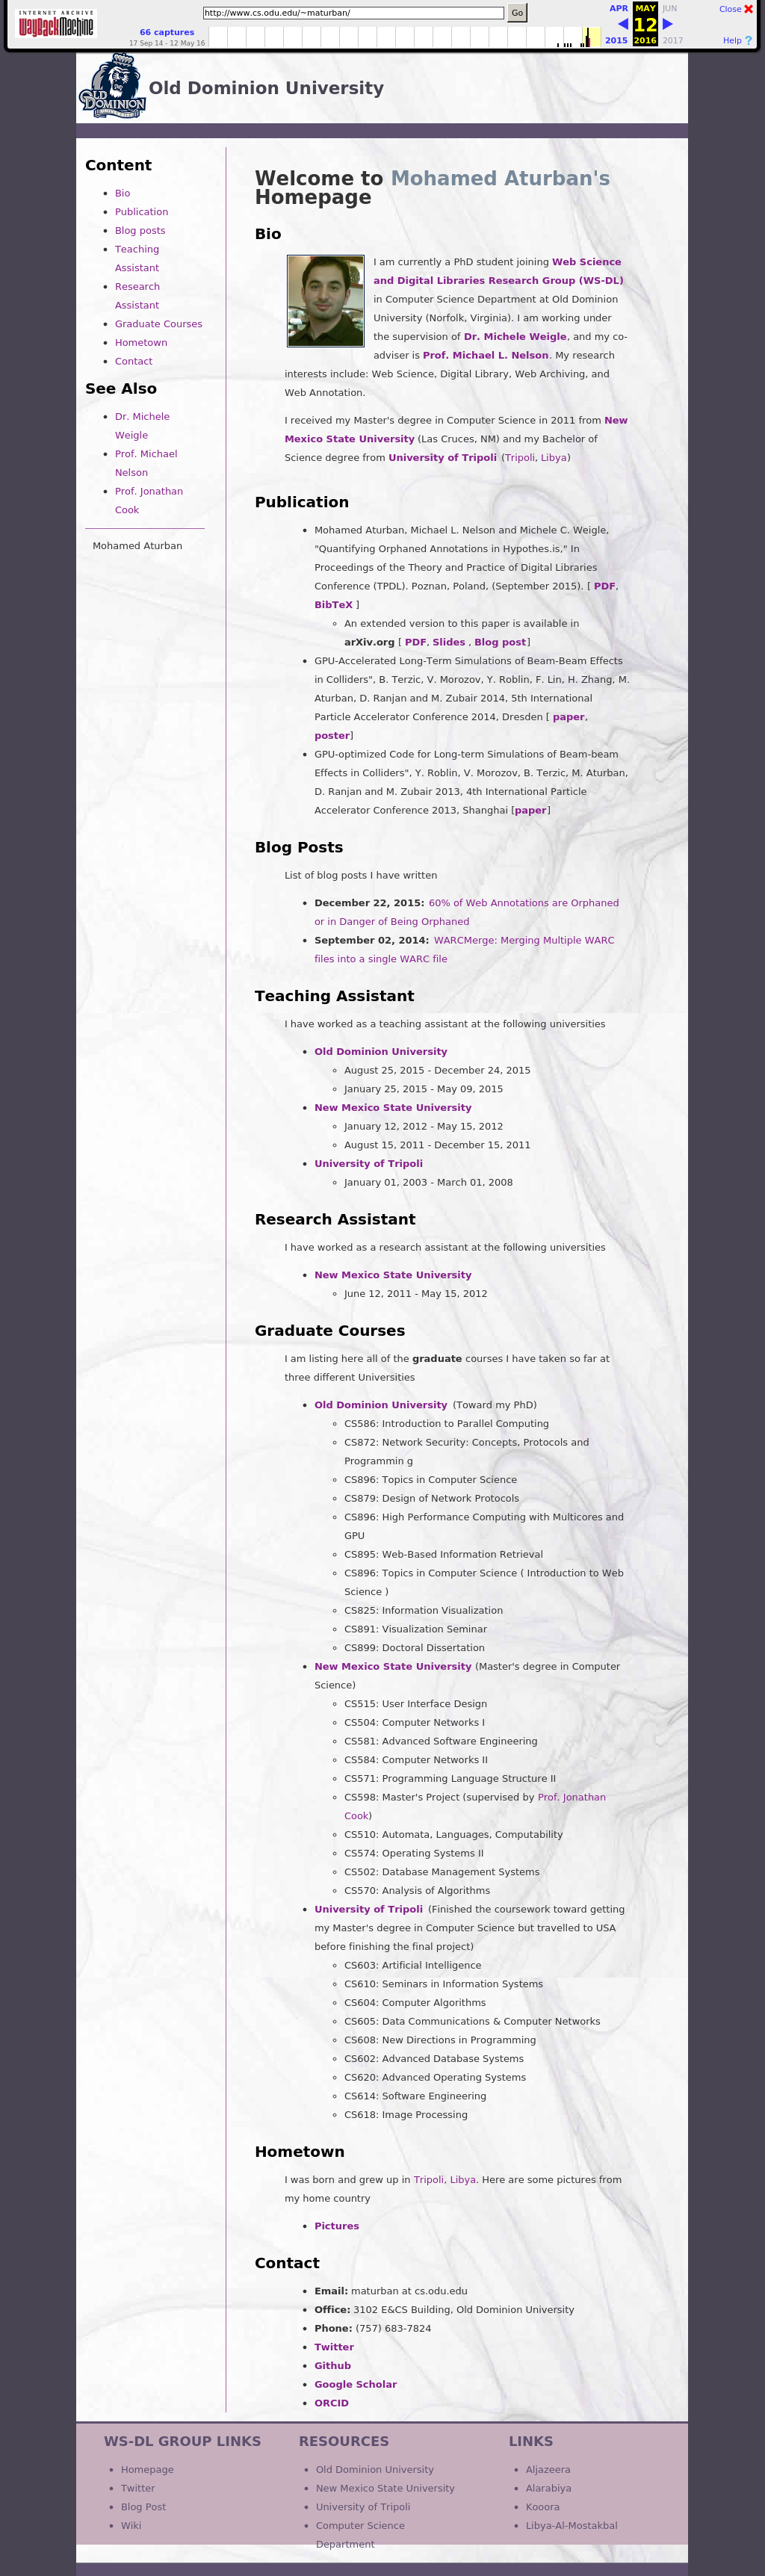 INTERNET ARCHIVE
WayBackMachine
http://www.cs.odu.edu/~maturban/
Go
66 captures
17 Sep 14 - 12 May 16
APR MAY JUN
12
2015 2016 2017
Close
Help ?
OLD DOMINION
UNIVERSITY
Old Dominion University
Content
Bio
Publication
Blog posts
Teaching
Assistant
Research
Assistant
Graduate Courses
Hometown
Contact
See Also
Dr. Michele
Weigle
Prof. Michael
Nelson
Prof. Jonathan
Cook
Mohamed Aturban
Welcome to Mohamed Aturban's
Homepage
Bio
I am currently a PhD student joining Web Science
and Digital Libraries Research Group (WS-DL)
in Computer Science Department at Old Dominion
University (Norfolk, Virginia). I am working under
the supervision of Dr. Michele Weigle, and my co-
adviser is Prof. Michael L. Nelson. My research
interests include: Web Science, Digital Library, Web Archiving, and
Web Annotation.
I received my Master's degree in Computer Science in 2011 from New
Mexico State University (Las Cruces, NM) and my Bachelor of
Science degree from University of Tripoli (Tripoli, Libya)
Publication
Mohamed Aturban, Michael L. Nelson and Michele C. Weigle,
"Quantifying Orphaned Annotations in Hypothes.is," In
Proceedings of the Theory and Practice of Digital Libraries
Conference (TPDL). Poznan, Poland, (September 2015). [ PDF,
BibTeX ]
An extended version to this paper is available in
arXiv.org [ PDF, Slides , Blog post]
GPU-Accelerated Long-Term Simulations of Beam-Beam Effects
in Colliders", B. Terzic, V. Morozov, Y. Roblin, F. Lin, H. Zhang, M.
Aturban, D. Ranjan and M. Zubair 2014, 5th International
Particle Accelerator Conference 2014, Dresden [ paper,
poster]
GPU-optimized Code for Long-term Simulations of Beam-beam
Effects in Colliders", Y. Roblin, V. Morozov, B. Terzic, M. Aturban,
D. Ranjan and M. Zubair 2013, 4th International Particle
Accelerator Conference 2013, Shanghai [paper]
Blog Posts
List of blog posts I have written
December 22, 2015: 60% of Web Annotations are Orphaned
or in Danger of Being Orphaned
September 02, 2014: WARCMerge: Merging Multiple WARC
files into a single WARC file
Teaching Assistant
I have worked as a teaching assistant at the following universities
Old Dominion University
August 25, 2015 - December 24, 2015
January 25, 2015 - May 09, 2015
New Mexico State University
January 12, 2012 - May 15, 2012
August 15, 2011 - December 15, 2011
University of Tripoli
January 01, 2003 - March 01, 2008
Research Assistant
I have worked as a research assistant at the following universities
New Mexico State University
June 12, 2011 - May 15, 2012
Graduate Courses
I am listing here all of the graduate courses I have taken so far at
three different Universities
Old Dominion University (Toward my PhD)
CS586: Introduction to Parallel Computing
CS872: Network Security: Concepts, Protocols and
Programmin g
CS896: Topics in Computer Science
CS879: Design of Network Protocols
CS896: High Performance Computing with Multicores and
GPU
CS895: Web-Based Information Retrieval
CS896: Topics in Computer Science ( Introduction to Web
Science )
CS825: Information Visualization
CS891: Visualization Seminar
CS899: Doctoral Dissertation
New Mexico State University (Master's degree in Computer
Science)
CS515: User Interface Design
CS504: Computer Networks I
CS581: Advanced Software Engineering
CS584: Computer Networks II
CS571: Programming Language Structure II
CS598: Master's Project (supervised by Prof. Jonathan
Cook)
CS510: Automata, Languages, Computability
CS574: Operating Systems II
CS502: Database Management Systems
CS570: Analysis of Algorithms
University of Tripoli (Finished the coursework toward getting
my Master's degree in Computer Science but travelled to USA
before finishing the final project)
CS603: Artificial Intelligence
CS610: Seminars in Information Systems
CS604: Computer Algorithms
CS605: Data Communications & Computer Networks
CS608: New Directions in Programming
CS602: Advanced Database Systems
CS620: Advanced Operating Systems
CS614: Software Engineering
CS618: Image Processing
Hometown
I was born and grew up in Tripoli, Libya. Here are some pictures from
my home country
Pictures
Contact
Email: maturban at cs.odu.edu
Office: 3102 E&CS Building, Old Dominion University
Phone: (757) 683-7824
Twitter
Github
Google Scholar
ORCID
WS-DL GROUP LINKS
Homepage
Twitter
Blog Post
Wiki
RESOURCES
Old Dominion University
New Mexico State University
University of Tripoli
Computer Science
Department
LINKS
Aljazeera
Alarabiya
Kooora
Libya-Al-Mostakbal